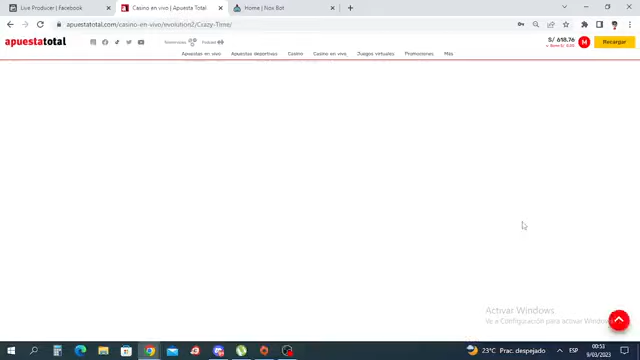 Live Producer | Facebook
Casino en vivo | Apuesta Total
Home | Nox Bot
apuestatotal.com/casino-en-vivo/evolution2/Crazy-Time/
apuestatotal
S/ 618.76
M
Recargar
Apuestas en vivo
Apuestas deportivas
Casino
Casino en vivo
Juegos virtuales
Promociones
Más
Activar Windows
Ve a Configuración para activar Windows.
23°C Prac. despejado
ESP
00:53
9/03/2023